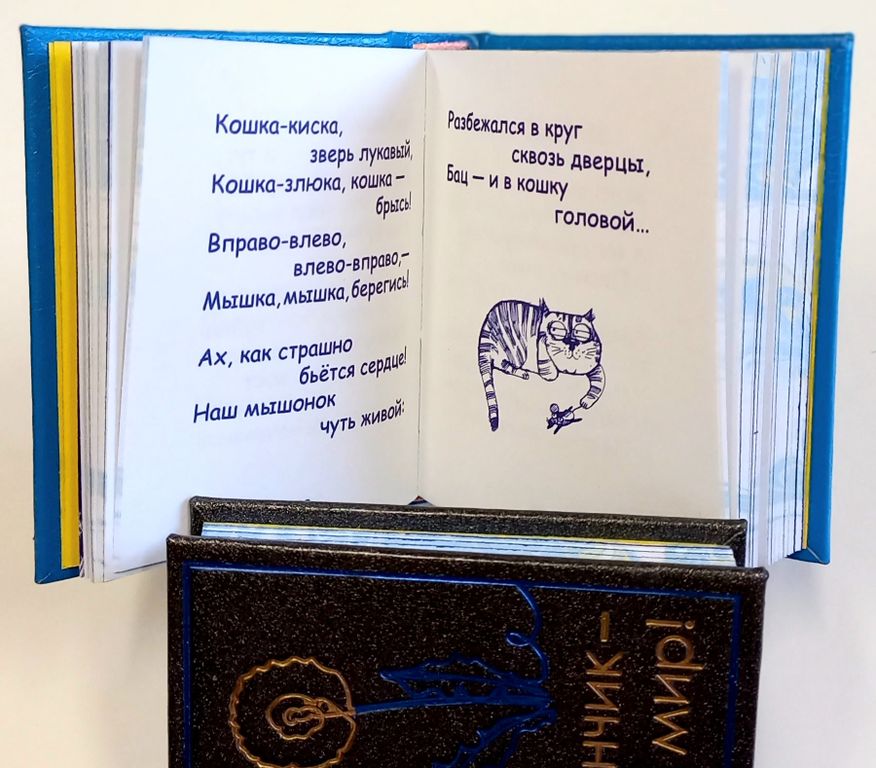 Кошка-киска,
зверь лукавый,
Кошка-злюка, кошка –
брысь!
Вправо-влево,
влево-вправо,–
Мышка, мышка, берегись!
Ах, как страшно
бьётся сердце!
Наш мышонок
чуть живой:
Разбежался в круг
сквозь дверцы,
Бац – и в кошку
головой...
нчик –
мир!